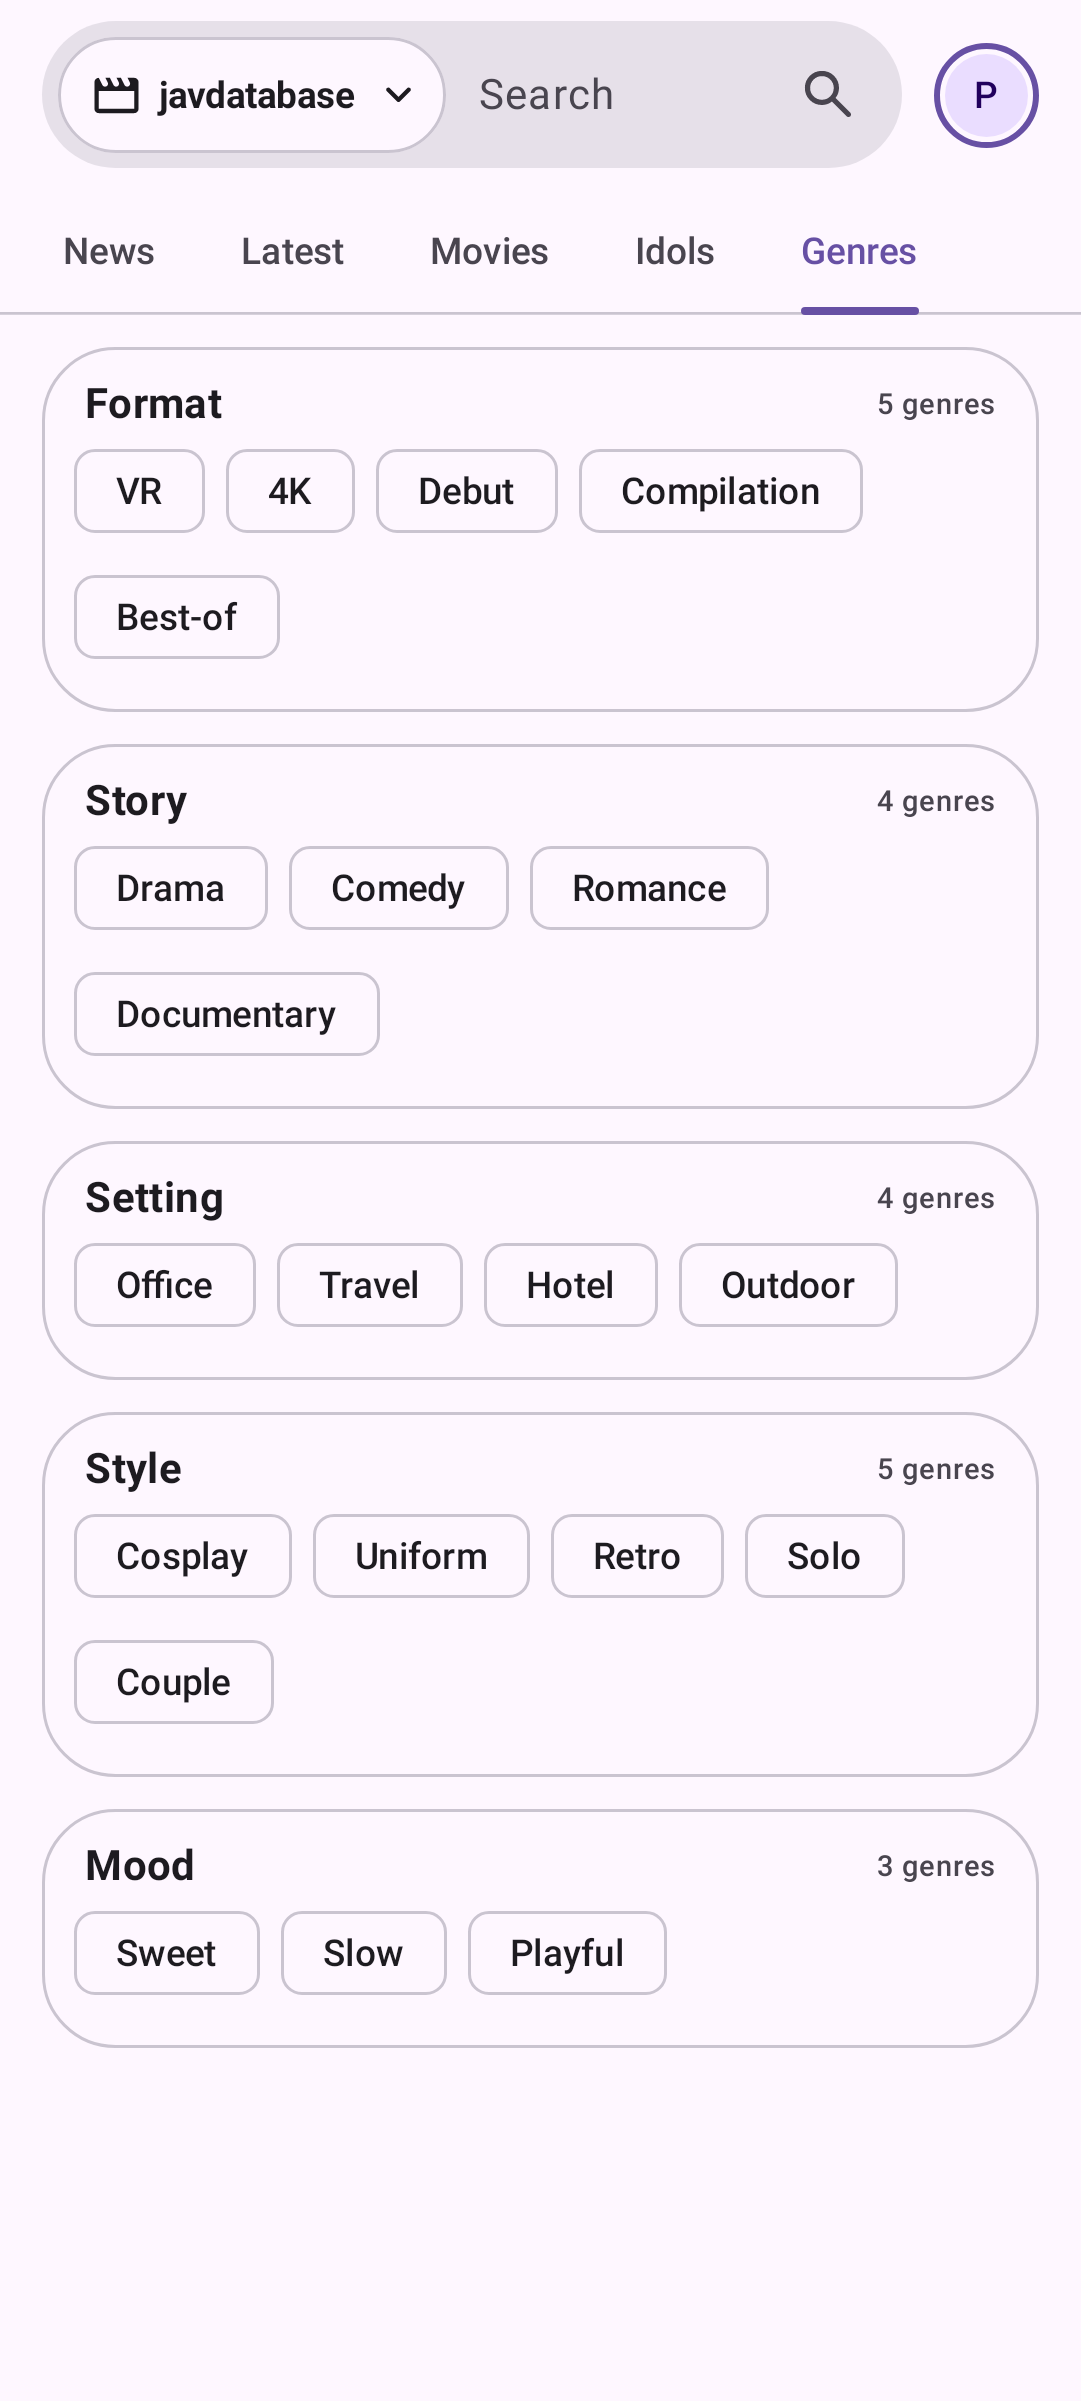 javdatabase Search P
News Latest Movies Idols Genres
Format 5 genres
VR 4K Debut Compilation
Best-of
Story 4 genres
Drama Comedy Romance
Documentary
Setting 4 genres
Office Travel Hotel Outdoor
Style 5 genres
Cosplay Uniform Retro Solo
Couple
Mood 3 genres
Sweet Slow Playful